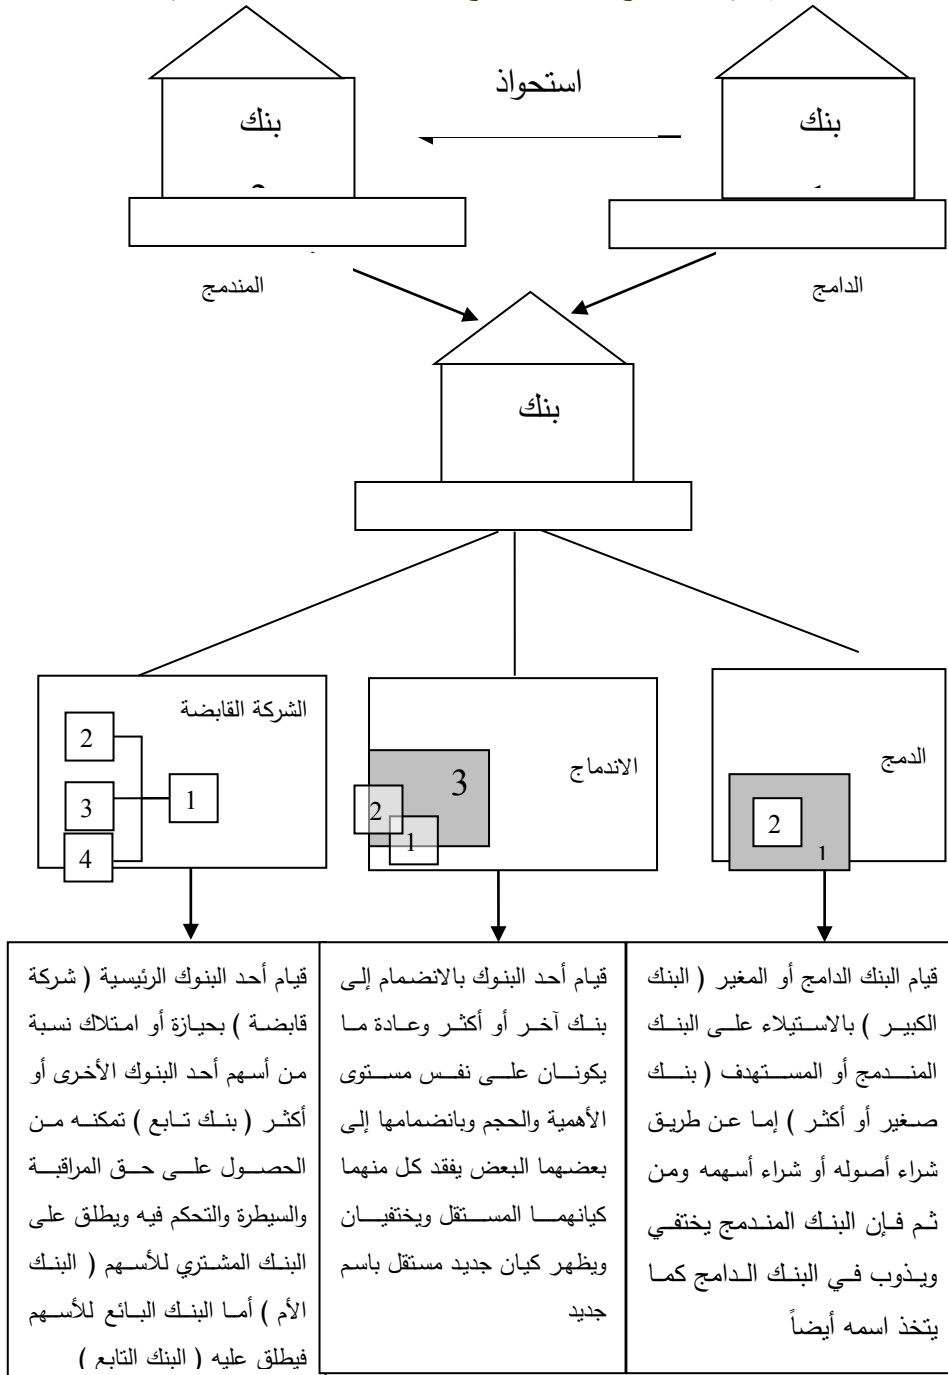 استحواذ
بنك
بنك
الدامج
المندمج
بنك
الدمج
2
1
الاندماج
3
2
1
الشركة القابضة
2
3
1
4
قيام البنك الدامج أو المغير ( البنك
الكبير ) بالاستيلاء على البنك
المندمج أو المستهدف ( بنك
صغير أو أكثر ) إما عن طريق
شراء أصوله أو شراء أسهمه ومن
ثم فإن البنك المندمج يختفي
ويذوب في البنك الدامج كما
يتخذ اسمه أيضاً
قيام أحد البنوك بالانضمام إلى
بنك آخر أو أكثر وعادة ما
يكونان على نفس مستوى
الأهمية والحجم وبانضمامها إلى
بعضهما البعض يفقد كل منهما
كيانهما المستقل ويختفيان
ويظهر كيان جديد مستقل باسم
جديد
قيام أحد البنوك الرئيسية ( شركة
قابضة ) بحيازة أو امتلاك نسبة
من أسهم أحد البنوك الأخرى أو
أكثر ( بنك تابع ) تمكنه من
الحصول على حق المراقبة
والسيطرة والتحكم فيه ويطلق على
البنك المشتري للأسهم ( البنك
الأم ) أما البنك البائع للأسهم
فيطلق عليه ( البنك التابع )